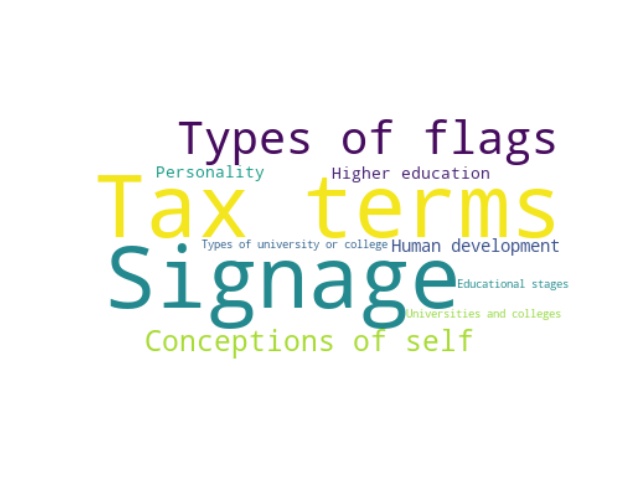 Types of flags
Personality
Higher education
Tax terms
Types of university or college
Human development
Signage
Educational stages
Universities and colleges
Conceptions of self